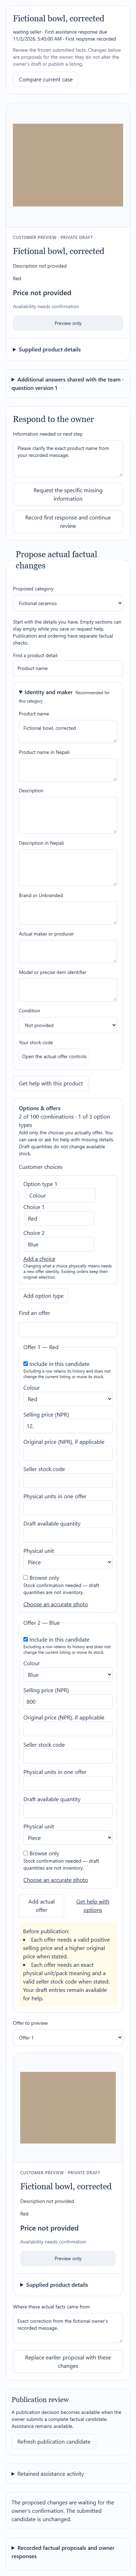 Fictional bowl, corrected
waiting seller · First assistance response due
11/2/2026, 5:45:00 AM · First response recorded
Review the frozen submitted facts. Changes below
are proposals for the owner; they do not alter the
owner's draft or publish a listing.
Compare current case
CUSTOMER PREVIEW · PRIVATE DRAFT
Fictional bowl, corrected
Description not provided
Red
Price not provided
Availability needs confirmation
Preview only
▶ Supplied product details
▶ Additional answers shared with the team ·
question version 1
Respond to the owner
Information needed or next step
Please clarify the exact product name from
your recorded message.
Request the specific missing
information
Record first response and continue
review
Propose actual factual
changes
Proposed category
Fictional ceramics
Start with the details you have. Empty sections can
stay empty while you save or request help.
Publication and ordering have separate factual
checks.
Find a product detail
Product name
▼ Identity and maker · Recommended for
this category
Product name
Fictional bowl, corrected
Product name in Nepali
Description
Description in Nepali
Brand or Unbranded
Actual maker or producer
Model or precise item identifier
Condition
Not provided
Your stock code
Open the actual offer controls
Get help with this product
Options & offers
2 of 100 combinations · 1 of 3 option
types
Add only the choices you actually offer. You
can save or ask for help with missing details.
Draft quantities do not change available
stock.
Customer choices
Option type 1
Colour
Choice 1
Red
Choice 2
Blue
Add a choice
Changing what a choice physically means needs
a new offer identity. Existing orders keep their
original selection.
Add option type
Find an offer
Offer 1 — Red
Include in this candidate
Excluding a row retains its history and does not
change the current listing or move its stock.
Colour
Red
Selling price (NPR)
12.
Original price (NPR), if applicable
Seller stock code
Physical units in one offer
Draft available quantity
Physical unit
Piece
Browse only
Stock confirmation needed — draft
quantities are not inventory.
Choose an accurate photo
Offer 2 — Blue
Include in this candidate
Excluding a row retains its history and does not
change the current listing or move its stock.
Colour
Blue
Selling price (NPR)
800
Original price (NPR), if applicable
Seller stock code
Physical units in one offer
Draft available quantity
Physical unit
Piece
Browse only
Stock confirmation needed — draft
quantities are not inventory.
Choose an accurate photo
Add actual
offer
Get help with
options
Before publication:
• Each offer needs a valid positive
selling price and a higher original
price when stated.
• Each offer needs an exact
physical unit/pack meaning and a
valid seller stock code when stated.
Your draft entries remain available
for help.
Offer to preview
Offer 1
CUSTOMER PREVIEW · PRIVATE DRAFT
Fictional bowl, corrected
Description not provided
Red
Price not provided
Availability needs confirmation
Preview only
▶ Supplied product details
Where these actual facts came from
Exact correction from the fictional owner's
recorded message.
Replace earlier proposal with these
changes
Publication review
A publication decision becomes available when the
owner submits a complete factual candidate.
Assistance remains available.
Refresh publication candidate
▶ Retained assistance activity
The proposed changes are waiting for the
owner's confirmation. The submitted
candidate is unchanged.
▶ Recorded factual proposals and owner
responses